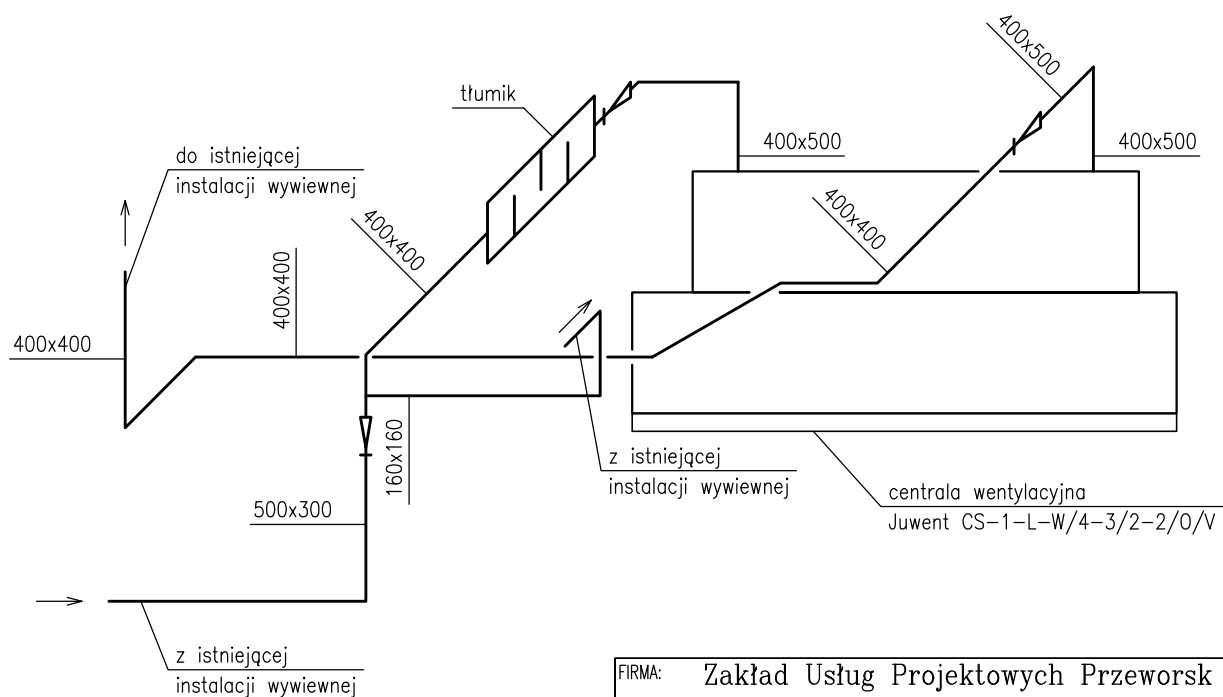 400x500
tłumik
400x500
400x500
do istniejącej
instalacji wywiewnej
400x400
400x400
400x400
400x400
160x160
z istniejącej
instalacji wywiewnej
centrala wentylacyjna
Juwent CS-1-L-W/4-3/2-2/O/V
500x300
z istniejącej
instalacji wywiewnej
FIRMA: Zakład Usług Projektowych Przeworsk